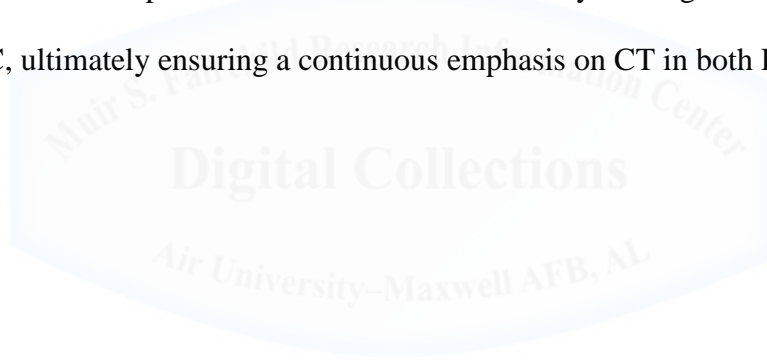 , ultimately ensuring a continuous emphasis on CT in both
Muir S. Fairchild Research Information Center
Digital Collections
Air University–Maxwell AFB, AL